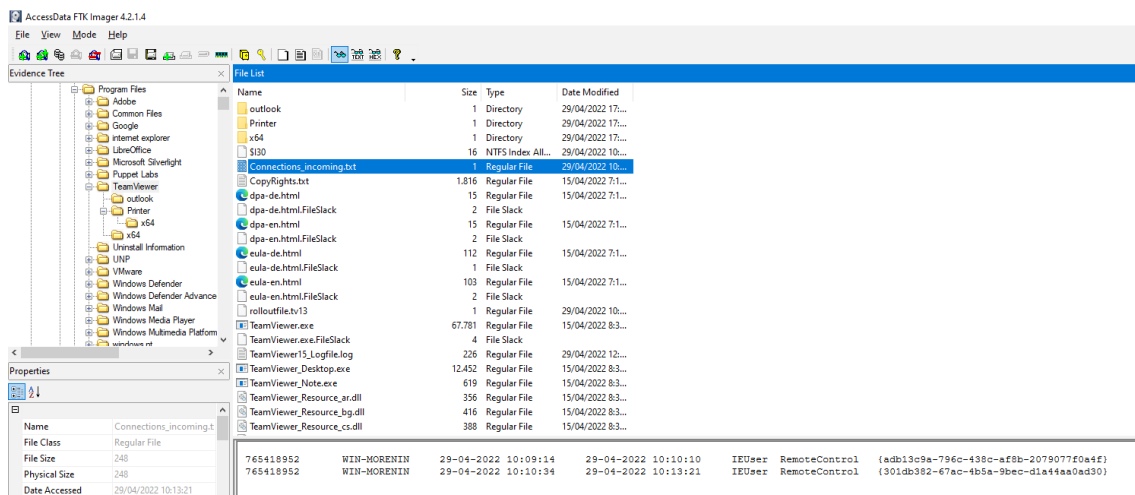 AccessData FTK Imager 4.2.1.4
File View Mode Help
Evidence Tree
Program Files
Adobe
Common Files
Google
internet explorer
LibreOffice
Microsoft Silverlight
Puppet Labs
TeamViewer
outlook
Printer
x64
x64
Uninstall Information
UNP
VMware
Windows Defender
Windows Defender Advance
Windows Mail
Windows Media Player
Windows Multimedia Platform
windows nt
Properties
Name Connections_incoming.t
File Class Regular File
File Size 248
Physical Size 248
Date Accessed 29/04/2022 10:13:21
File List
Name Size Type Date Modified
outlook 1 Directory 29/04/2022 17:...
Printer 1 Directory 29/04/2022 17:...
x64 1 Directory 29/04/2022 17:...
$I30 16 NTFS Index All... 29/04/2022 10:...
Connections_incoming.txt 1 Regular File 29/04/2022 10:...
CopyRights.txt 1.816 Regular File 15/04/2022 7:1...
dpa-de.html 15 Regular File 15/04/2022 7:1...
dpa-de.html.FileSlack 2 File Slack
dpa-en.html 15 Regular File 15/04/2022 7:1...
dpa-en.html.FileSlack 2 File Slack
eula-de.html 112 Regular File 15/04/2022 7:1...
eula-de.html.FileSlack 1 File Slack
eula-en.html 103 Regular File 15/04/2022 7:1...
eula-en.html.FileSlack 2 File Slack
rolloutfile.tv13 1 Regular File 29/04/2022 10:...
TeamViewer.exe 67.781 Regular File 15/04/2022 8:3...
TeamViewer.exe.FileSlack 4 File Slack
TeamViewer15_Logfile.log 226 Regular File 29/04/2022 12:...
TeamViewer_Desktop.exe 12.452 Regular File 15/04/2022 8:3...
TeamViewer_Note.exe 619 Regular File 15/04/2022 8:3...
TeamViewer_Resource_ar.dll 356 Regular File 15/04/2022 8:3...
TeamViewer_Resource_bg.dll 416 Regular File 15/04/2022 8:3...
TeamViewer_Resource_cs.dll 388 Regular File 15/04/2022 8:3...
765418952 WIN-MORENIN 29-04-2022 10:09:14 29-04-2022 10:10:10 IEUser RemoteControl {adb13c9a-796c-438c-af8b-2079077f0a4f}
765418952 WIN-MORENIN 29-04-2022 10:10:34 29-04-2022 10:13:21 IEUser RemoteControl {301db382-67ac-4b5a-9bec-d1a44aa0ad30}